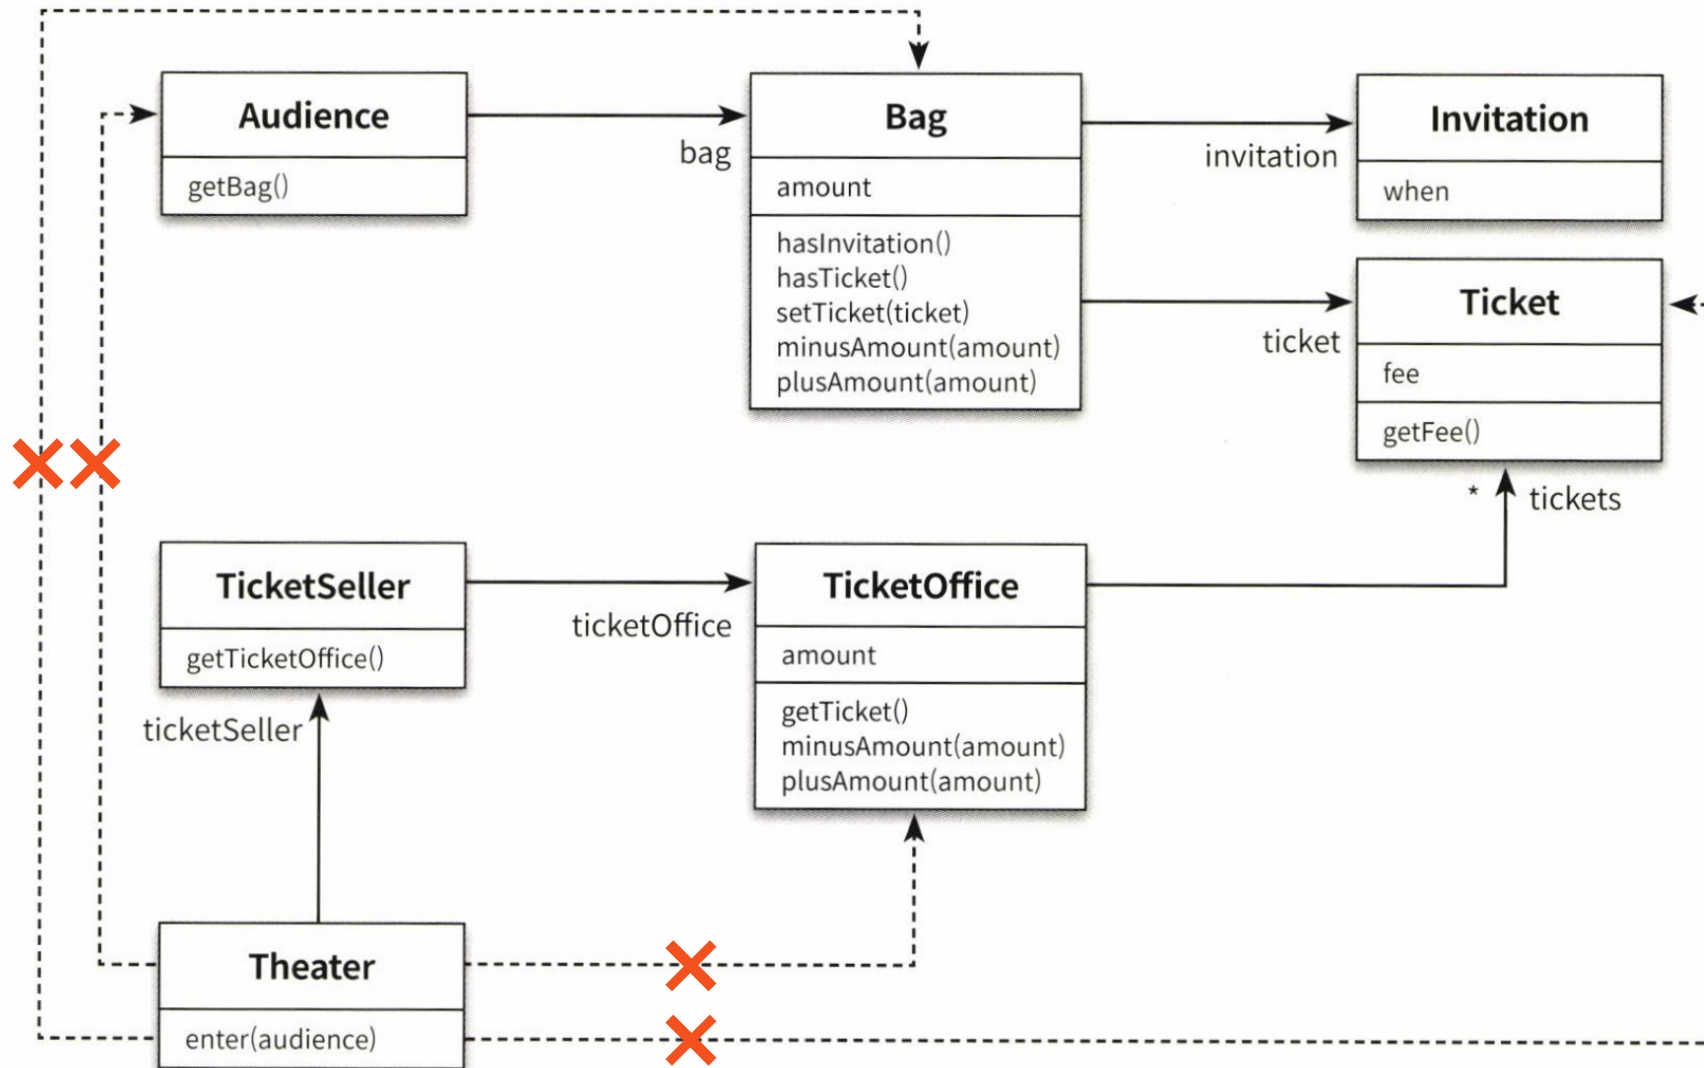 Audience
getBag()
bag
Bag
amount
hasInvitation()
hasTicket()
setTicket(ticket)
minusAmount(amount)
plusAmount(amount)
invitation
Invitation
when
ticket
Ticket
fee
getFee()
* tickets
TicketSeller
getTicketOffice()
ticketOffice
TicketOffice
amount
getTicket()
minusAmount(amount)
plusAmount(amount)
ticketSeller
Theater
enter(audience)